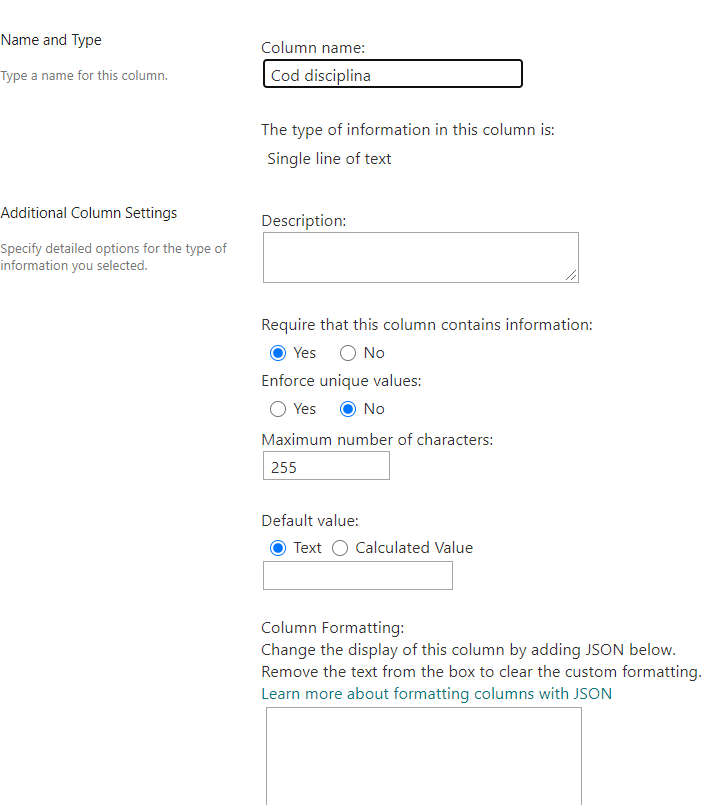 Name and Type
Type a name for this column.
Column name:
Cod disciplina
The type of information in this column is:
Single line of text
Additional Column Settings
Specify detailed options for the type of
information you selected.
Description:
Require that this column contains information:
Yes No
Enforce unique values:
Yes No
Maximum number of characters:
255
Default value:
Text Calculated Value
Column Formatting:
Change the display of this column by adding JSON below.
Remove the text from the box to clear the custom formatting.
Learn more about formatting columns with JSON